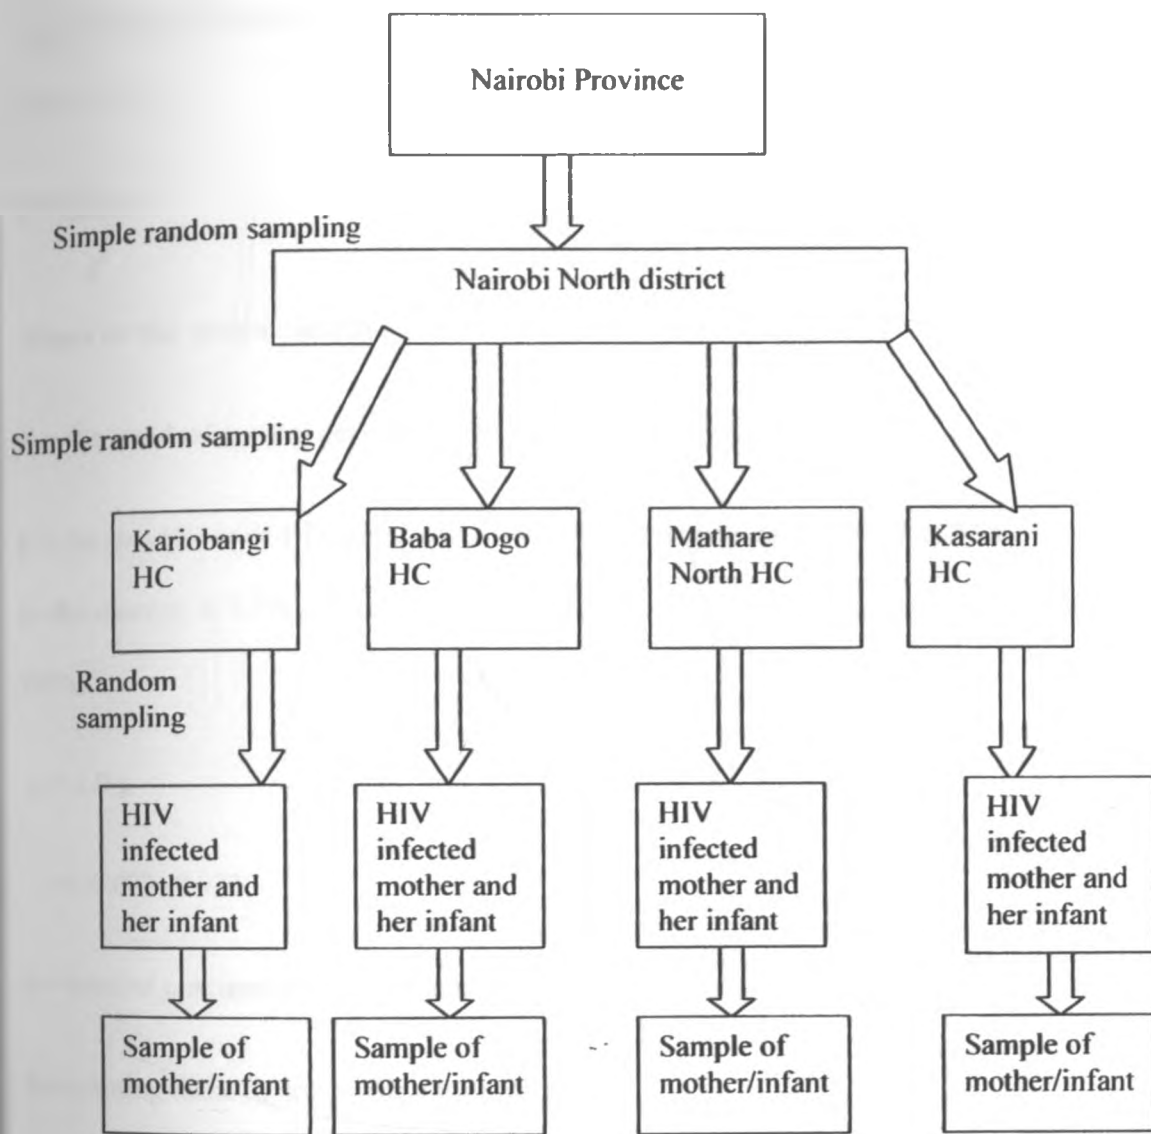 Nairobi Province
Simple random sampling
Nairobi North district
Simple random sampling
Kariobangi
HC
Baba Dogo
HC
Mathare
North HC
Kasarani
HC
Random
sampling
HIV
infected
mother and
her infant
HIV
infected
mother and
her infant
HIV
infected
mother and
her infant
HIV
infected
mother and
her infant
Sample of
mother/infant
Sample of
mother/infant
Sample of
mother/infant
Sample of
mother/infant